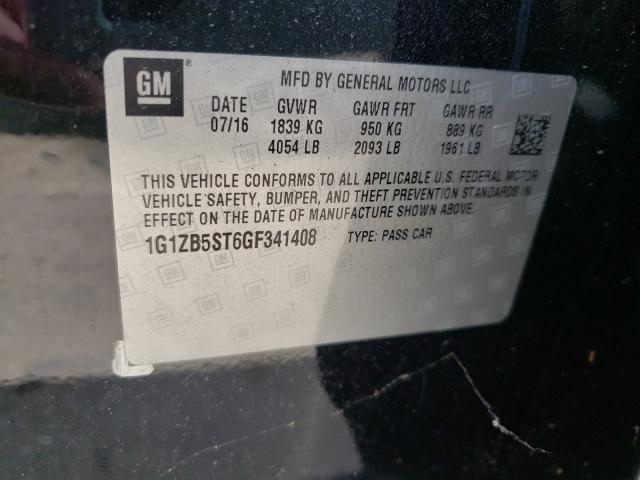 GM ®
MFD BY GENERAL MOTORS LLC
DATE GVWR GAWR FRT GAWR RR
07/16 1839 KG 950 KG 889 KG
4054 LB 2093 LB 1961 LB
THIS VEHICLE CONFORMS TO ALL APPLICABLE U.S. FEDERAL MOTOR
VEHICLE SAFETY, BUMPER, AND THEFT PREVENTION STANDARDS IN
EFFECT ON THE DATE OF MANUFACTURE SHOWN ABOVE.
1G1ZB5ST6GF341408 TYPE: PASS CAR